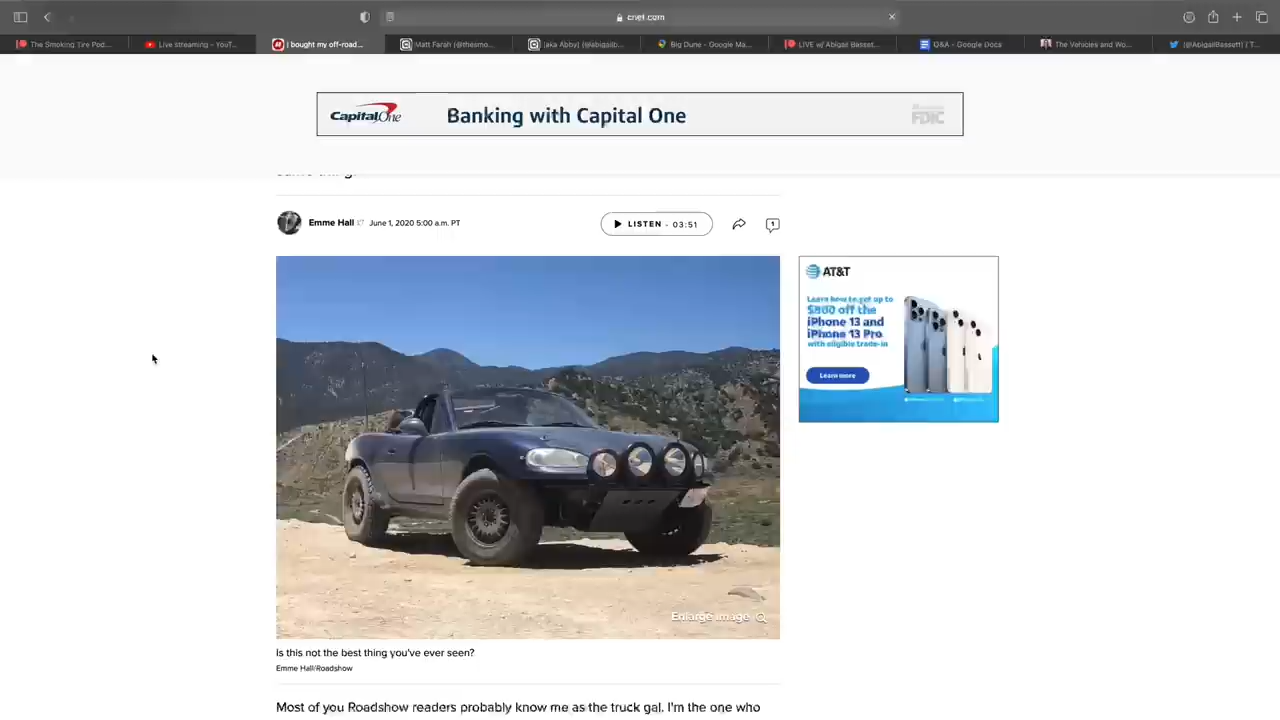 cnet.com
The Smoking Tire Pod...
Live streaming - YouT...
I bought my off-road...
Matt Farah (@thesmo...
(aka Abby) (@abigailb...
Big Dune - Google Ma...
LIVE w/ Abigail Basset...
Q&A - Google Docs
The Vehicles and Wo...
(@AbigailBassett) | T...
Capital One
Banking with Capital One
FDIC
Emme Hall
June 1, 2020 5:00 a.m. PT
LISTEN - 03:51
1
AT&T
Learn how to get up to
$800 off the
iPhone 13 and
iPhone 13 Pro
with eligible trade-in
Learn more
Enlarge Image
Is this not the best thing you've ever seen?
Emme Hall/Roadshow
Most of you Roadshow readers probably know me as the truck gal. I'm the one who